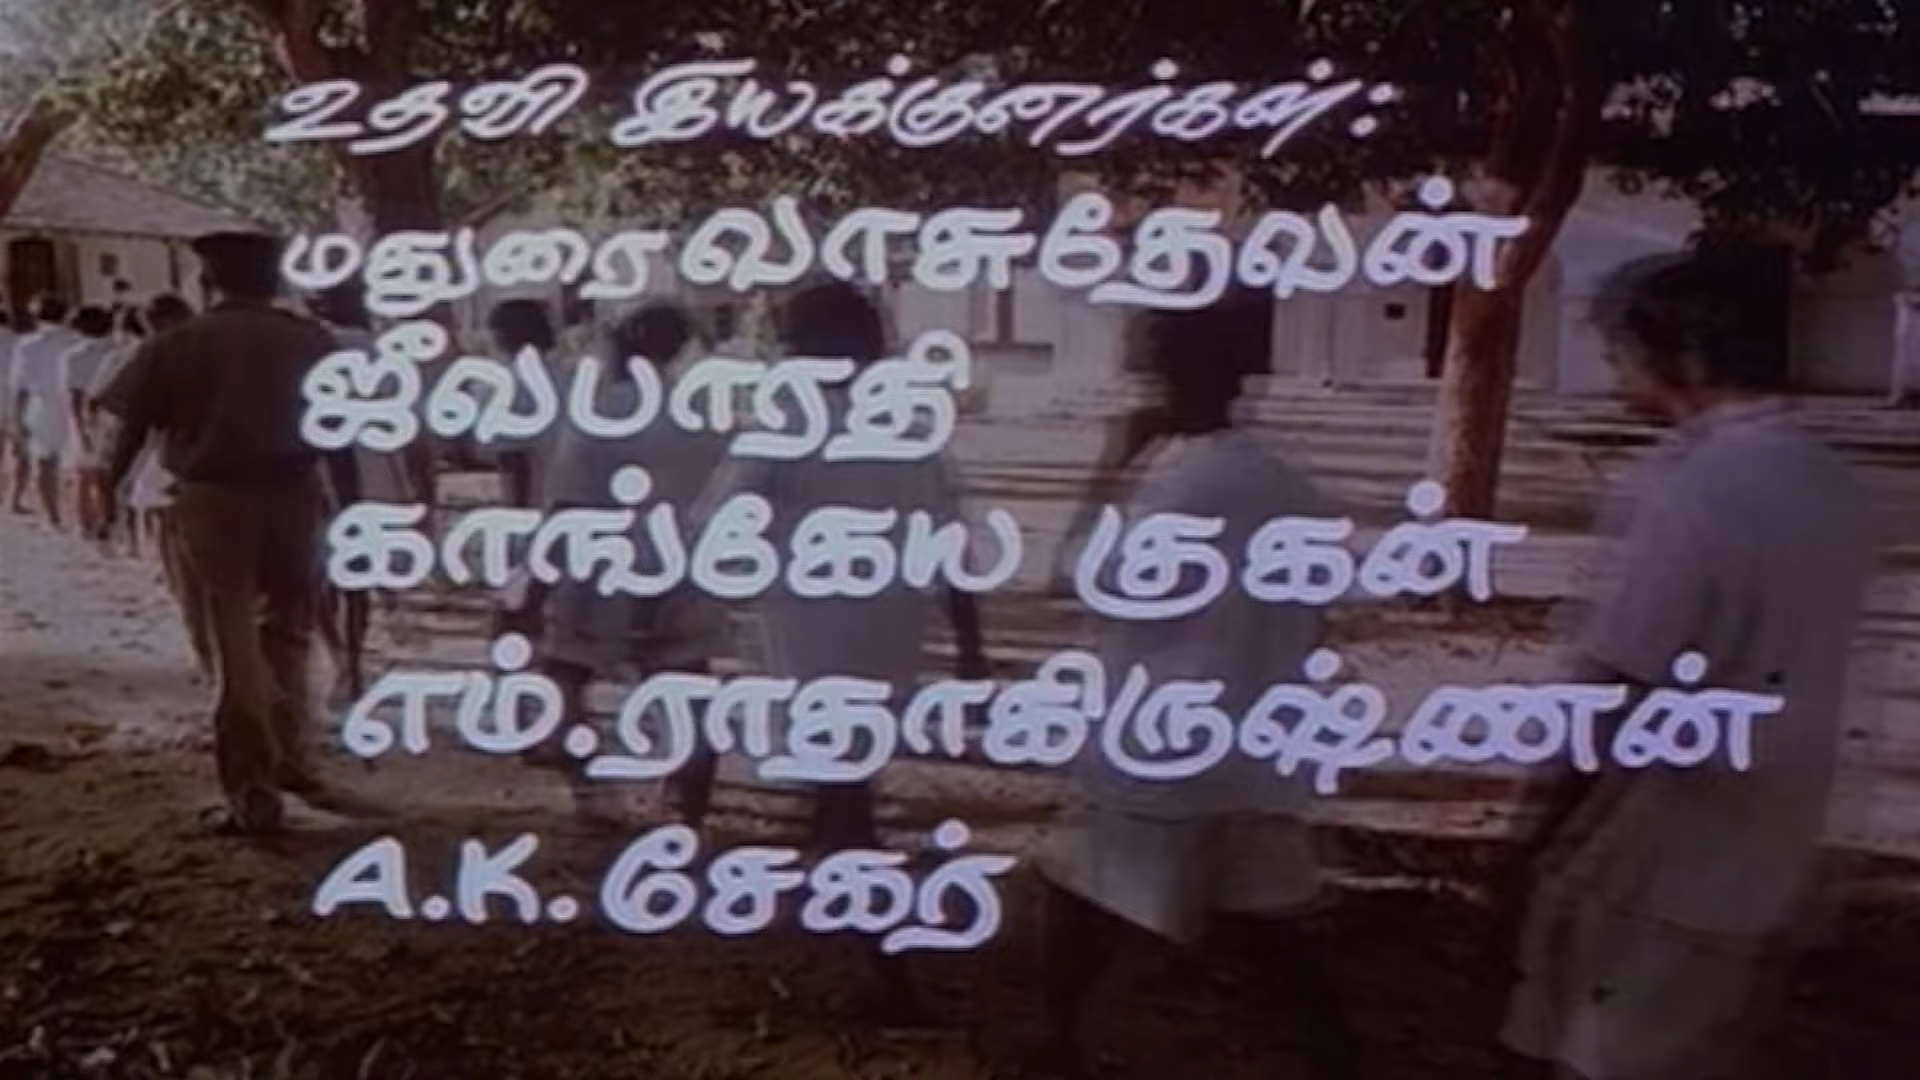 உதவி இயக்குனர்கள்:
மதுரை வாசுதேவன்
ஜீவபாரதி
காங்கேய குகன்
எம்.ராதாகிருஷ்ணன்
A.K.சேகர்